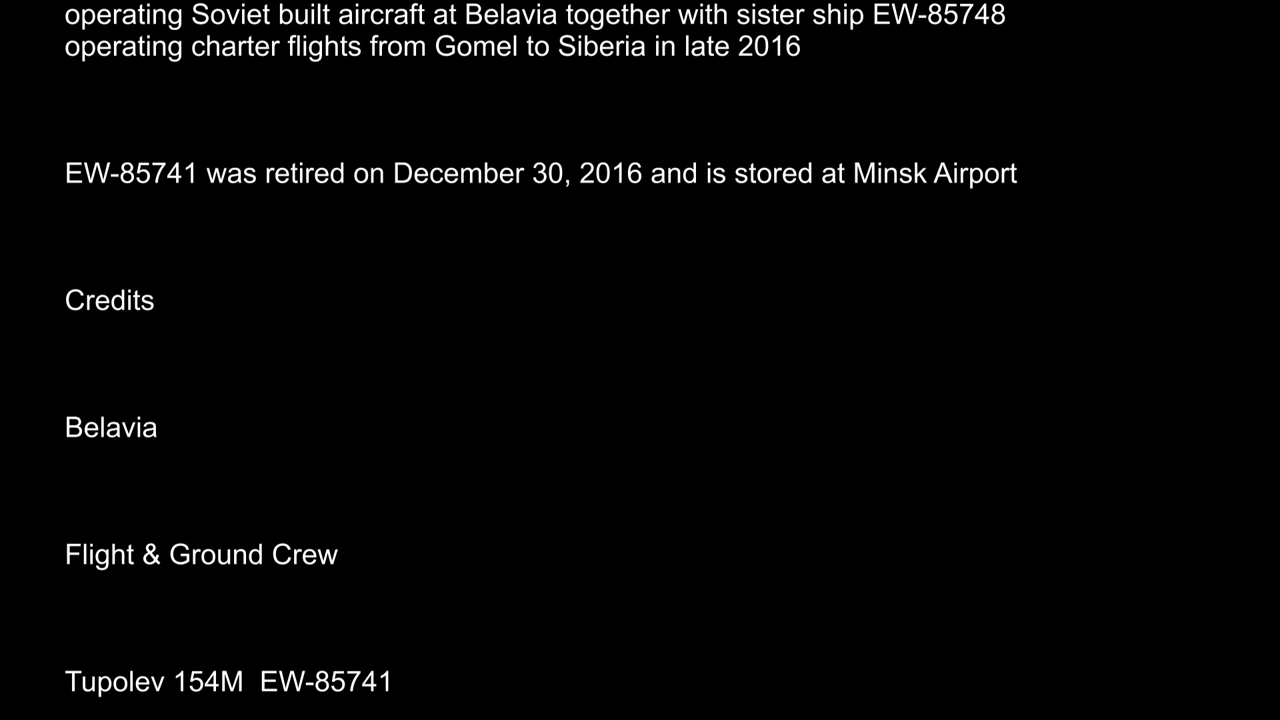 operating Soviet built aircraft at Belavia together with sister ship EW-85748
operating charter flights from Gomel to Siberia in late 2016
EW-85741 was retired on December 30, 2016 and is stored at Minsk Airport
Credits
Belavia
Flight & Ground Crew
Tupolev 154M  EW-85741